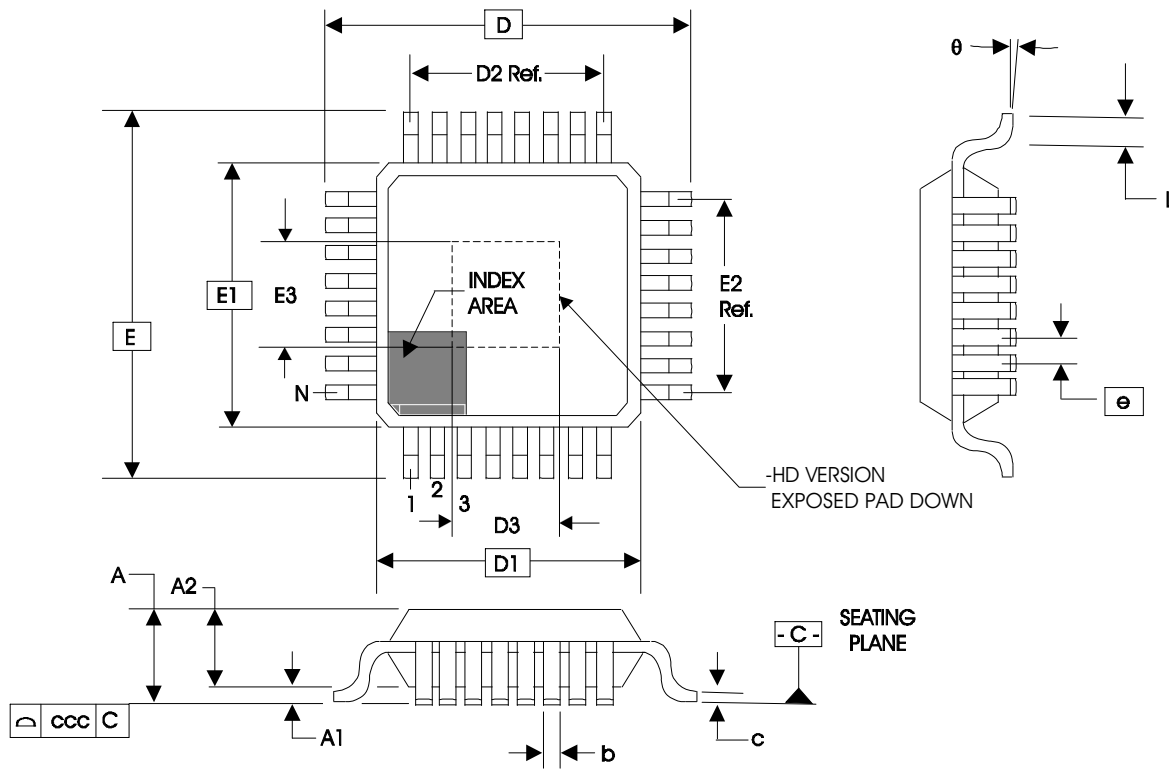 D
D2 Ref.
θ
L
INDEX
AREA
E1
E3
E2
Ref.
E
N
e
-HD VERSION
EXPOSED PAD DOWN
1
2
3
D3
D1
A
A2
- C -
SEATING
PLANE
⌓ ccc C
A1
b
c